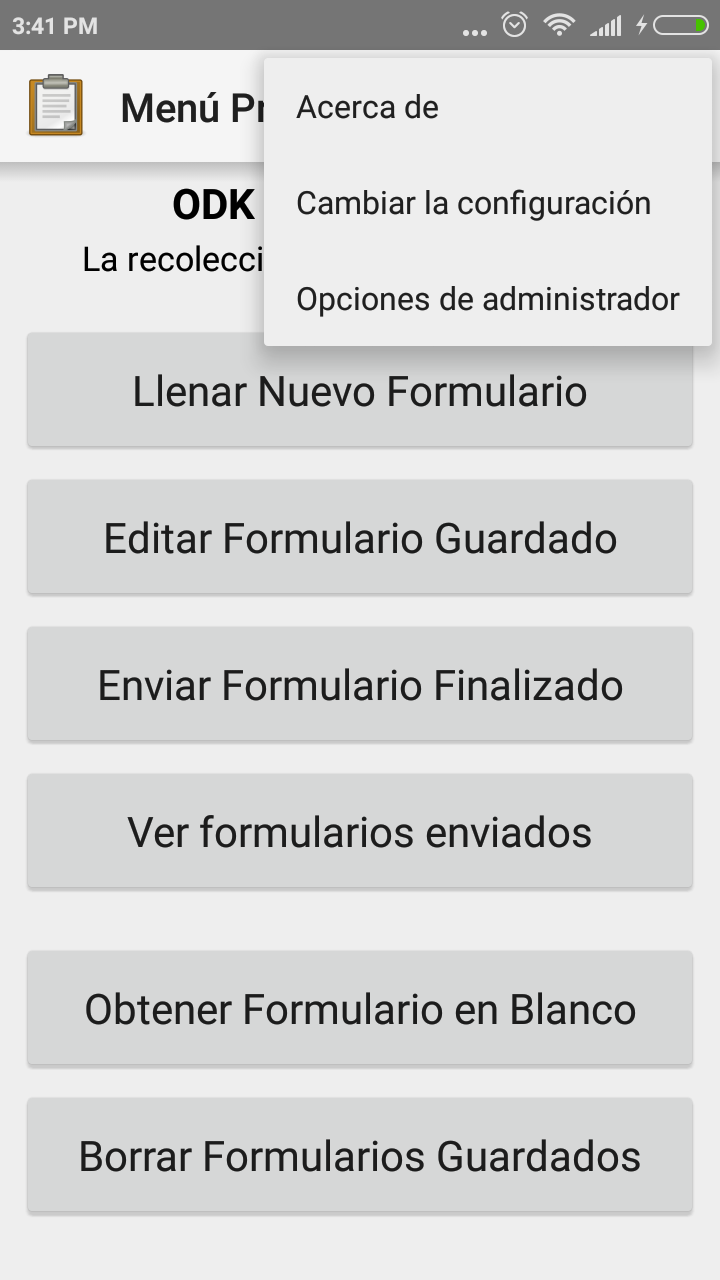 3:41 PM
Menú Pr
Acerca de
Cambiar la configuración
Opciones de administrador
ODK
La recolecci
Llenar Nuevo Formulario
Editar Formulario Guardado
Enviar Formulario Finalizado
Ver formularios enviados
Obtener Formulario en Blanco
Borrar Formularios Guardados